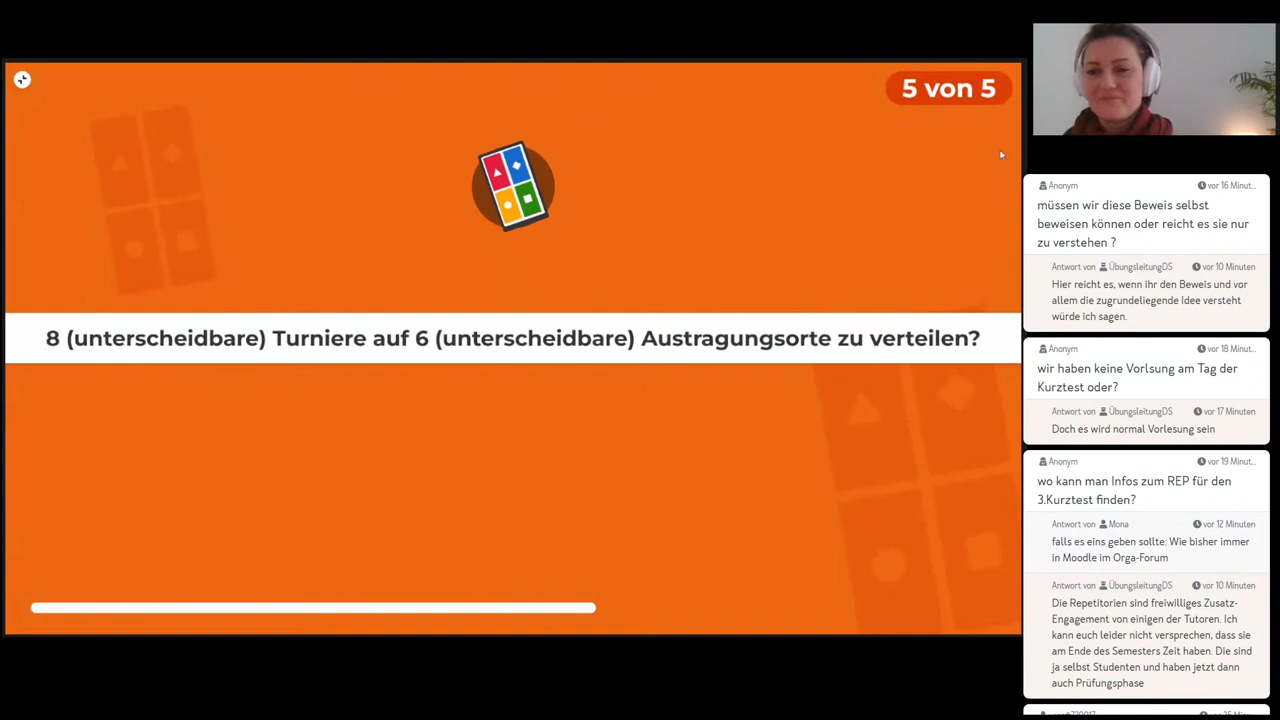 5 von 5
8 (unterscheidbare) Turniere auf 6 (unterscheidbare) Austragungsorte zu verteilen?
Anonym vor 16 Minut...
müssen wir diese Beweis selbst
beweisen können oder reicht es sie nur
zu verstehen ?
Antwort von ÜbungsleitungDS vor 10 Minuten
Hier reicht es, wenn ihr den Beweis und vor
allem die zugrundeliegende Idee versteht
würde ich sagen.
Anonym vor 18 Minut...
wir haben keine Vorlsung am Tag der
Kurztest oder?
Antwort von ÜbungsleitungDS vor 17 Minuten
Doch es wird normal Vorlesung sein
Anonym vor 19 Minut...
wo kann man Infos zum REP für den
3.Kurztest finden?
Antwort von Mona vor 12 Minuten
falls es eins geben sollte: Wie bisher immer
in Moodle im Orga-Forum
Antwort von ÜbungsleitungDS vor 10 Minuten
Die Repetitorien sind freiwilliges Zusatz-
Engagement von einigen der Tutoren. Ich
kann euch leider nicht versprechen, dass sie
am Ende des Semesters Zeit haben. Die sind
ja selbst Studenten und haben jetzt dann
auch Prüfungsphase